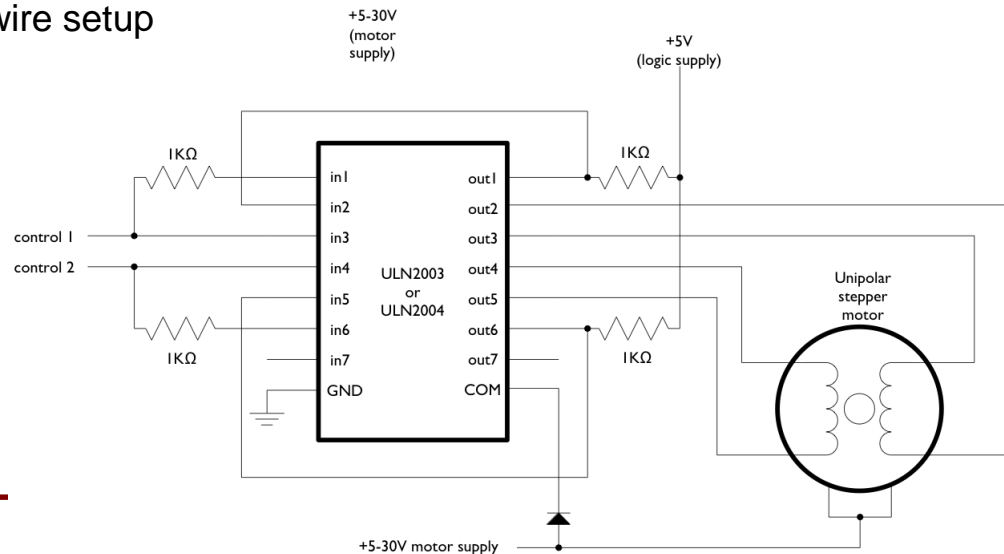 wire setup
+5-30V
(motor
supply)
+5V
(logic supply)
1KΩ
1KΩ
in1
out1
in2
out2
control 1
in3
out3
control 2
in4
out4
ULN2003
or
ULN2004
Unipolar
stepper
motor
in5
out5
in6
out6
1KΩ
1KΩ
in7
out7
GND
COM
+5-30V motor supply